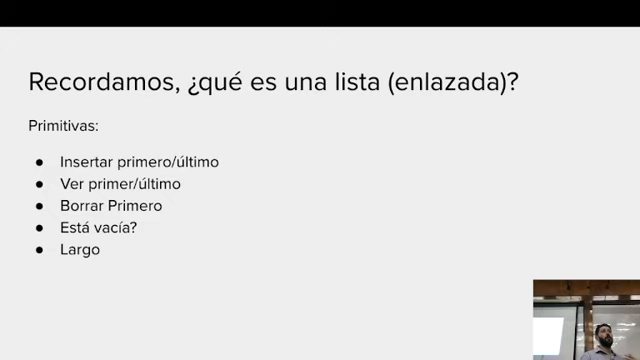 Recordamos, ¿qué es una lista (enlazada)?
Primitivas:
● Insertar primero/último
● Ver primer/último
● Borrar Primero
● Está vacía?
● Largo